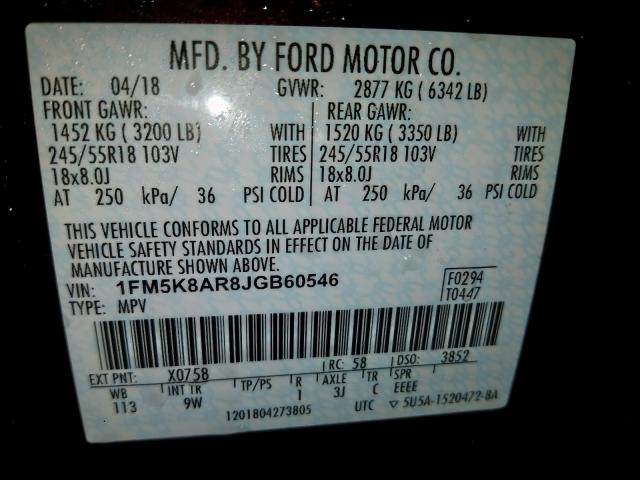 MFD. BY FORD MOTOR CO.
DATE: 04/18 GVWR: 2877 KG ( 6342 LB)
FRONT GAWR: REAR GAWR:
1452 KG ( 3200 LB) WITH 1520 KG ( 3350 LB) WITH
245/55R18 103V TIRES 245/55R18 103V TIRES
18x8.0J RIMS 18x8.0J RIMS
AT 250 kPa/ 36 PSI COLD AT 250 kPa/ 36 PSI COLD
THIS VEHICLE CONFORMS TO ALL APPLICABLE FEDERAL MOTOR
VEHICLE SAFETY STANDARDS IN EFFECT ON THE DATE OF
MANUFACTURE SHOWN ABOVE.
VIN: 1FM5K8AR8JGB60546 F0294
TYPE: MPV T0447
EXT PNT: X0758 RC: 58 DSO: 3852
WB INT TR TP/PS R AXLE TR SPR
113 9W I 3J C EEEE
1201804273805 UTC ▽ 5U5A-1520472-8A